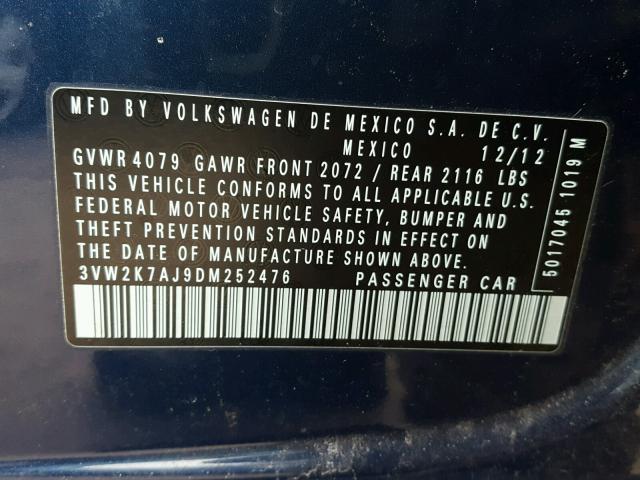 MFD BY VOLKSWAGEN DE MEXICO S.A. DE C.V.
MEXICO 12/12
GVWR 4079 GAWR FRONT 2072 / REAR 2116 LBS
THIS VEHICLE CONFORMS TO ALL APPLICABLE U.S.
FEDERAL MOTOR VEHICLE SAFETY, BUMPER AND
THEFT PREVENTION STANDARDS IN EFFECT ON
THE DATE OF MANUFACTURE SHOWN ABOVE.
3VW2K7AJ9DM252476 PASSENGER CAR
5017045 1019 M